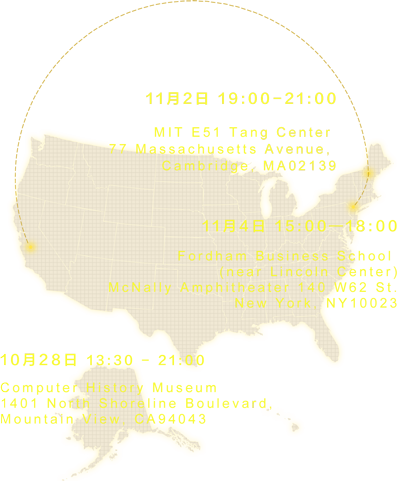 11月2日 19:00~21:00
MIT E51 Tang Center
77 Massachusetts Avenue,
Cambridge, MA02139
11月4日 15:00~18:00
Fordham Business School
(near Lincoln Center)
McNally Amphitheater 140 W62 St.
New York, NY10023
10月28日 13:30 ~ 21:00
Computer History Museum
1401 North Shoreline Boulevard,
Mountain View, CA94043